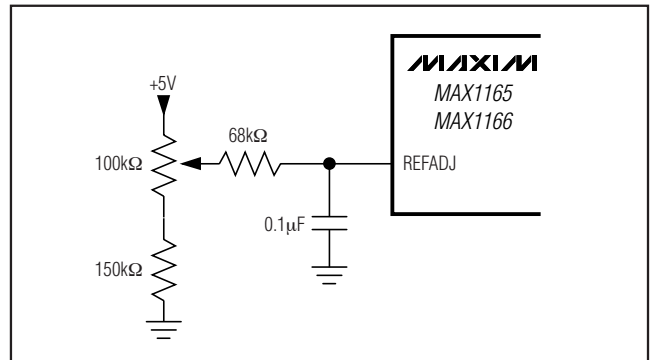 MAXIM
MAX1165
MAX1166
+5V
68kΩ
100kΩ
REFADJ
0.1µF
150kΩ